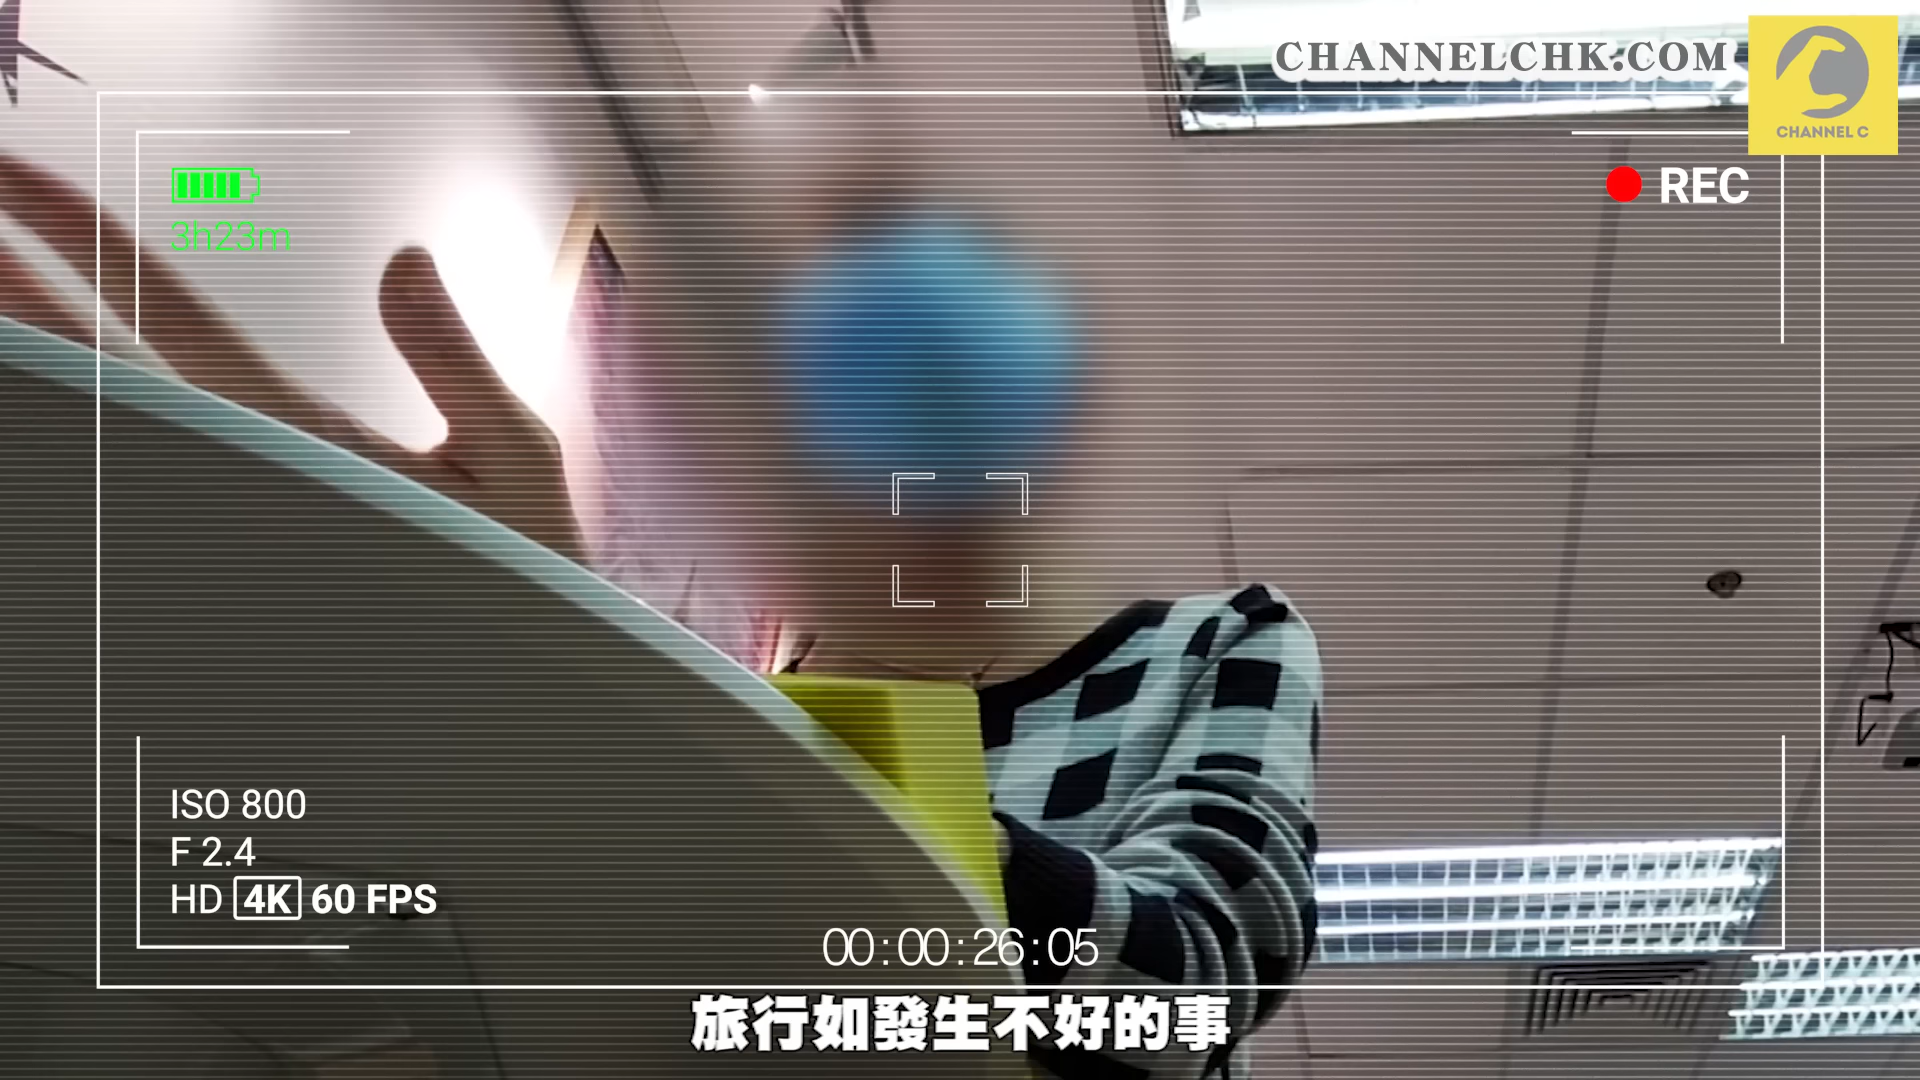 CHANNELCHK.COM
CHANNEL C
3h23m
REC
ISO 800
F 2.4
HD 4K 60 FPS
00:00:26:05
旅行如發生不好的事